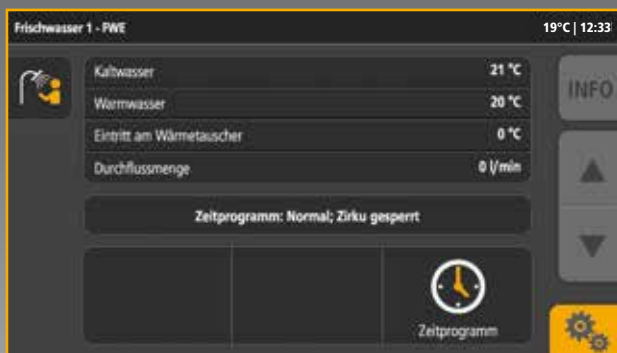 Frischwasser 1 - FWE 19°C | 12:33
Kaltwasser 21 °C
Warmwasser 20 °C
Eintritt am Wärmetauscher 0 °C
Durchflussmenge 0 l/min
INFO
Zeitprogramm: Normal; Zirku gesperrt
Zeitprogramm